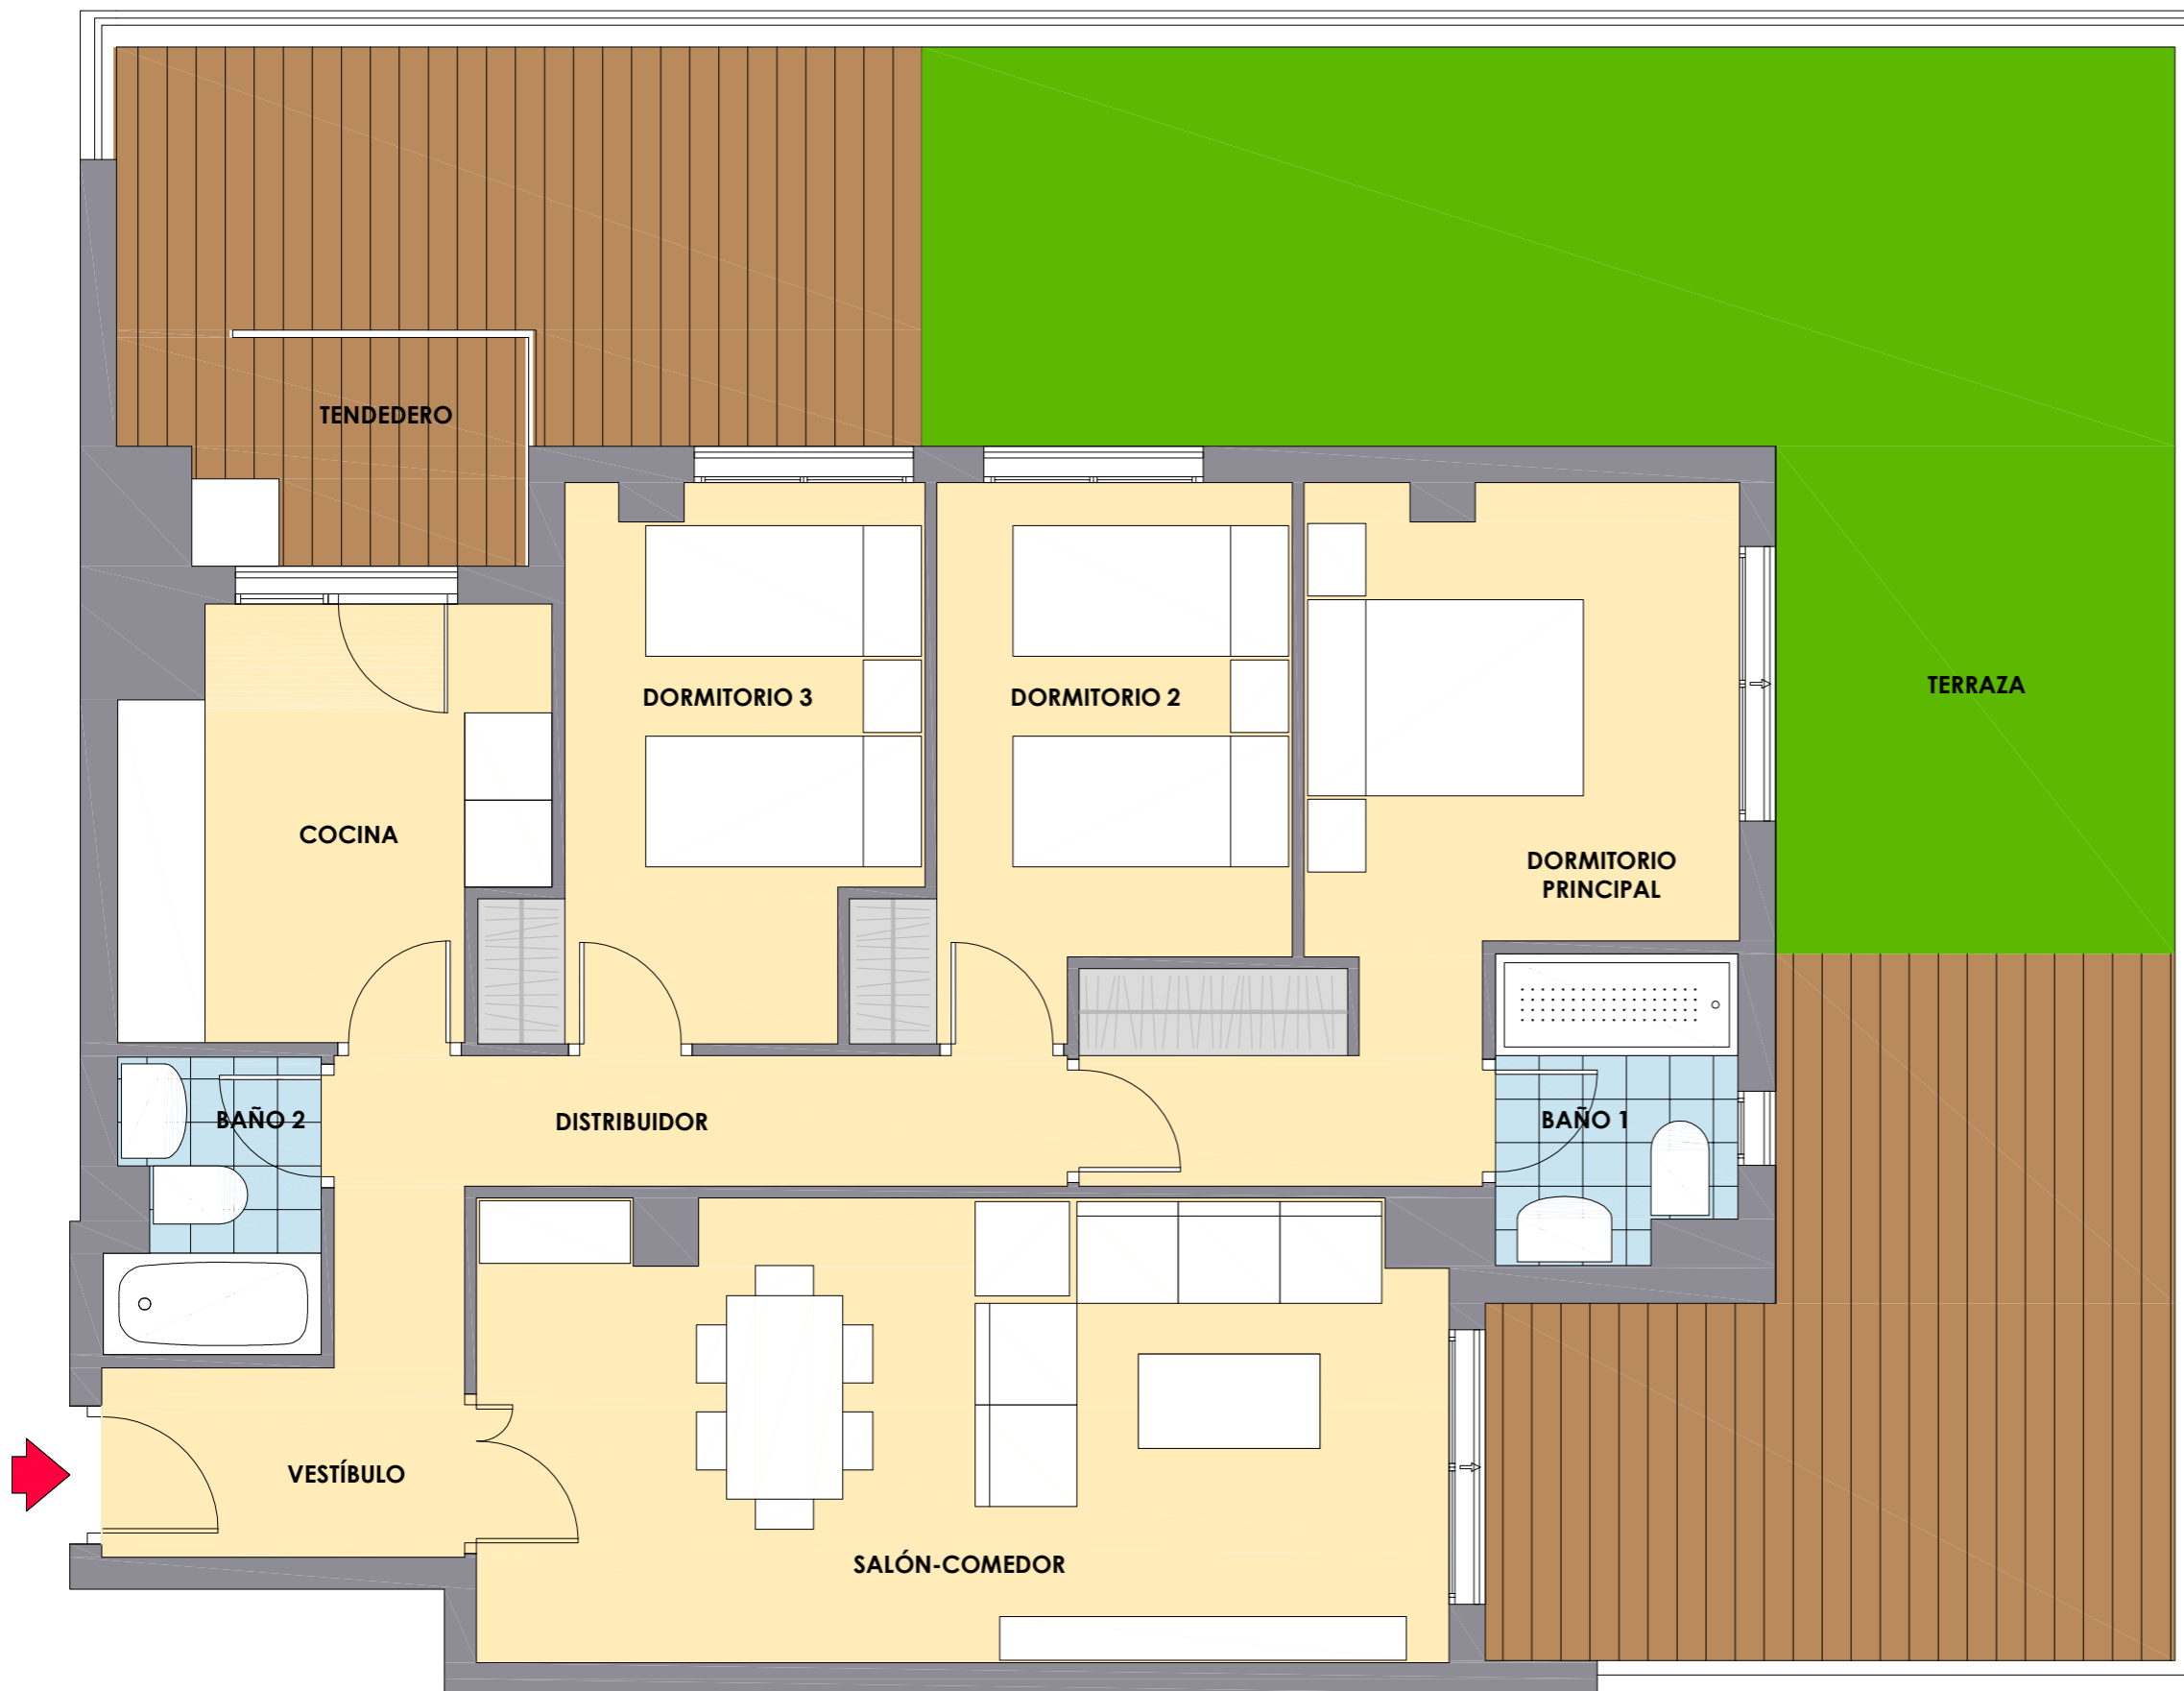 TENDEDERO
DORMITORIO 3
DORMITORIO 2
TERRAZA
COCINA
DORMITORIO
PRINCIPAL
BAÑO 2
DISTRIBUIDOR
BAÑO 1
VESTÍBULO
SALÓN-COMEDOR